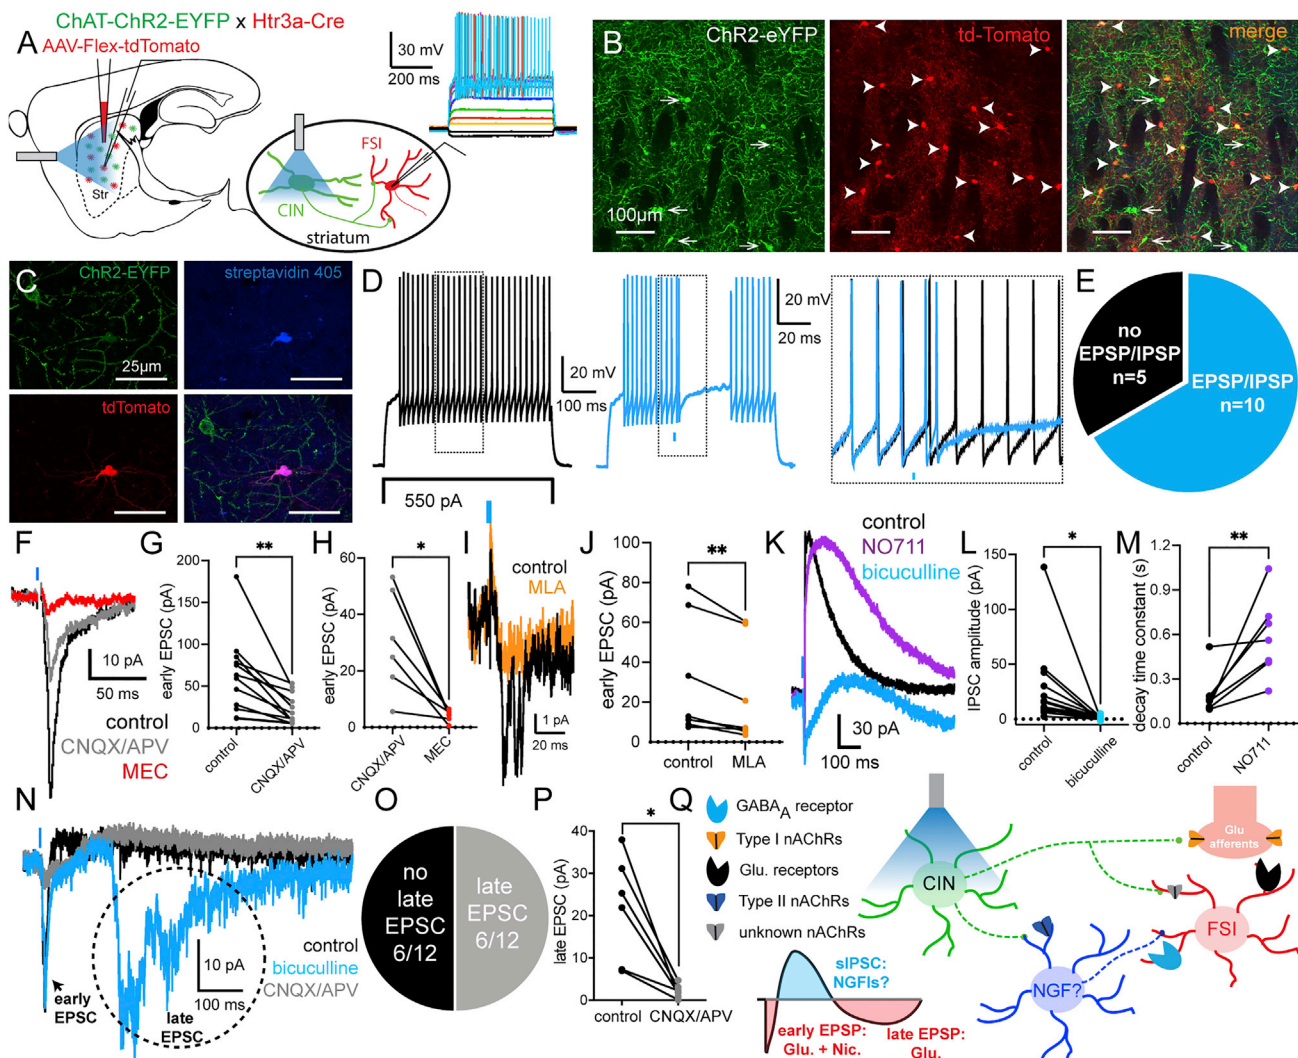 ChAT-ChR2-EYFP x Htr3a-Cre
A
AAV-Flex-tdTomato
30 mV
200 ms
Str
FSI
CIN
striatum
B
ChR2-eYFP
td-Tomato
merge
100µm
C
ChR2-EYFP
streptavidin 405
25µm
tdTomato
D
20 mV
100 ms
550 pA
20 mV
20 ms
E
no
EPSP/IPSP
n=5
EPSP/IPSP
n=10
F
10 pA
50 ms
control
CNQX/APV
MEC
G
early EPSC (pA)
200
150
100
50
0
**
control
CNQX/APV
H
early EPSC (pA)
60
40
20
0
*
CNQX/APV
MEC
I
control
MLA
1 pA
20 ms
J
early EPSC (pA)
100
80
60
40
20
0
**
control
MLA
K
control
NO711
bicuculline
30 pA
100 ms
L
IPSC amplitude (pA)
150
100
50
0
*
control
bicuculline
M
decay time constant (s)
1.2
0.9
0.6
0.3
0.0
**
control
NO711
N
early
EPSC
late
EPSC
10 pA
100 ms
control
bicuculline
CNQX/APV
O
no
late
EPSC
6/12
late
EPSC
6/12
P
late EPSC (pA)
40
30
20
10
0
*
control
CNQX/APV
Q
GABAA receptor
Type I nAChRs
Glu. receptors
Type II nAChRs
unknown nAChRs
sIPSC:
NGFIs?
early EPSP:
Glu. + Nic.
late EPSP:
Glu.
CIN
Glu
afferents
FSI
NGF?